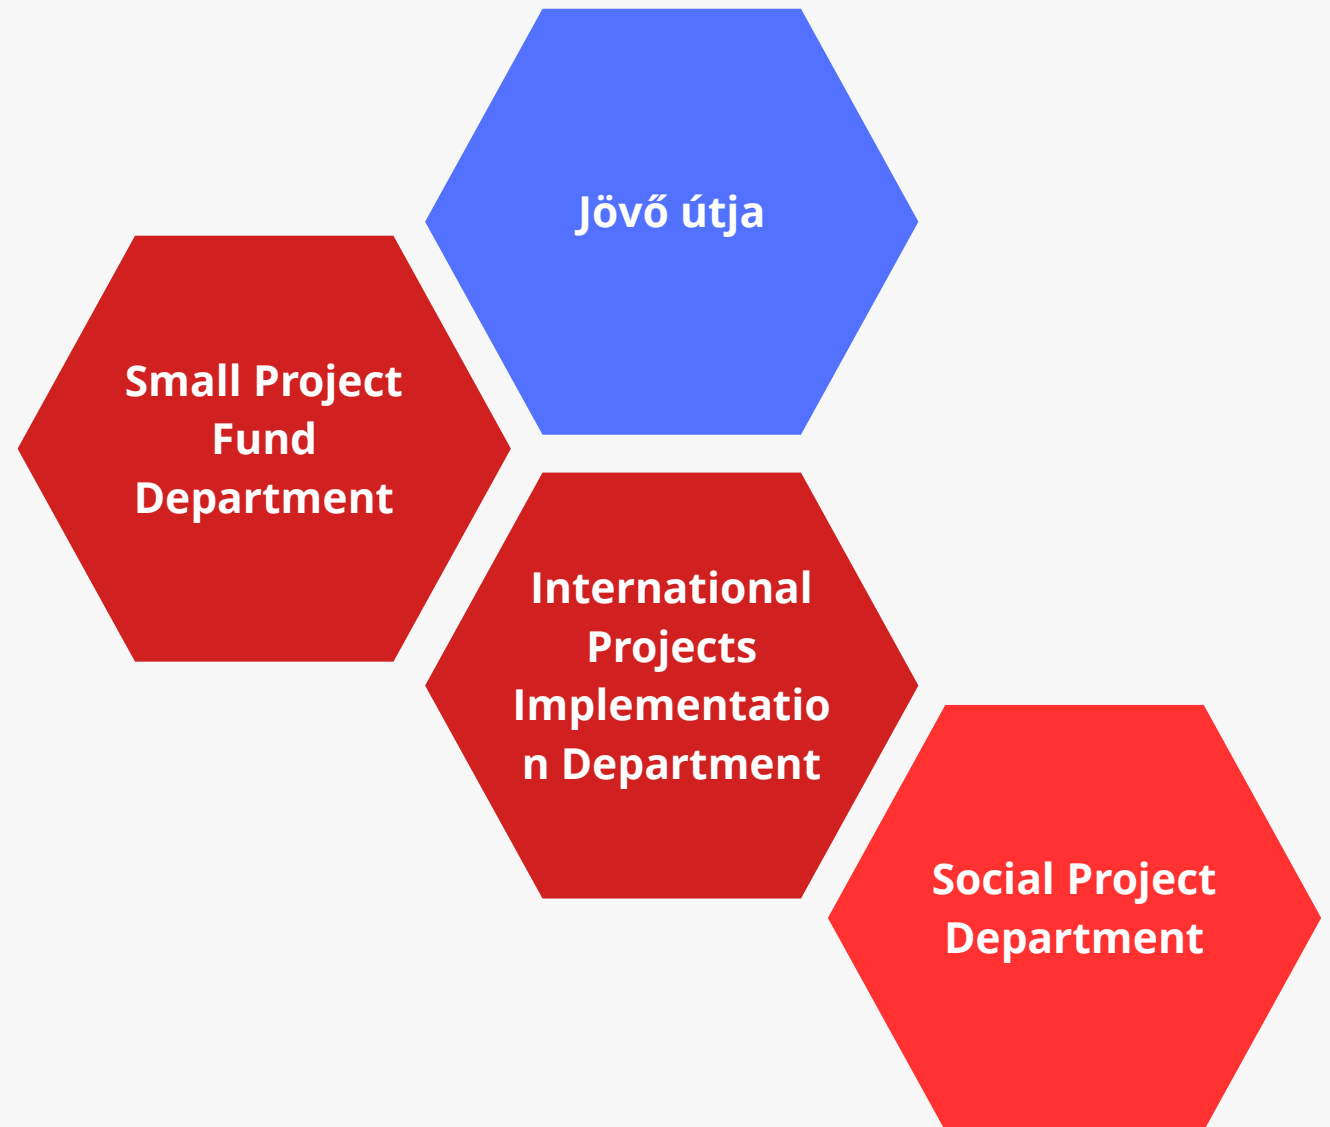 Jövő útja
Small Project
Fund
Department
International
Projects
Implementatio
n Department
Social Project
Department